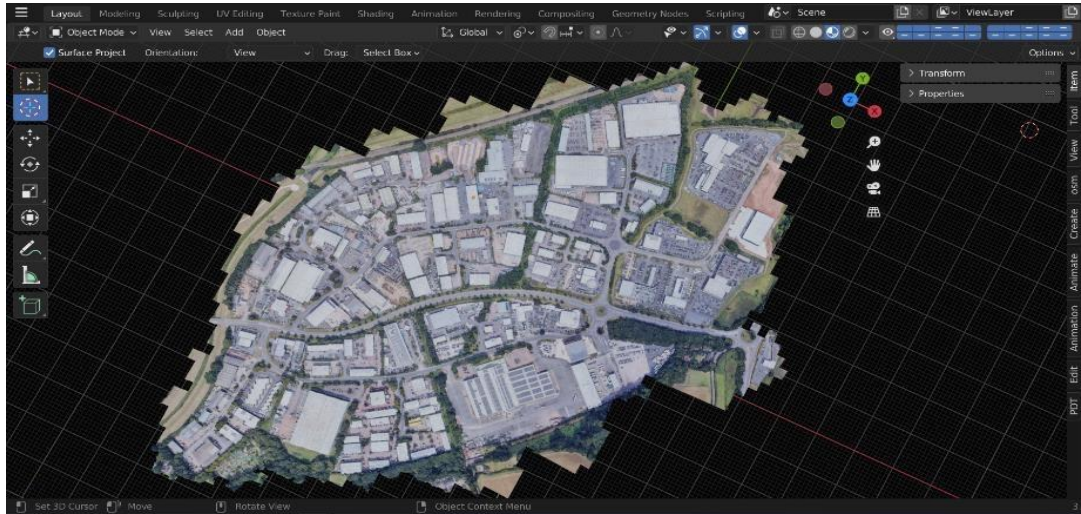 Layout Modeling Sculpting UV Editing Texture Paint Shading Animation Rendering Compositing Geometry Nodes Scripting Scene ViewLayer
Object Mode View Select Add Object Global
Surface Project Orientation: View Drag: Select Box Options
Transform
Properties
Y
Z
X
Item
Tool
View
osm
Create
Animate
Animation
Edit
PDT
Set 3D Cursor Move Rotate View Object Context Menu 3